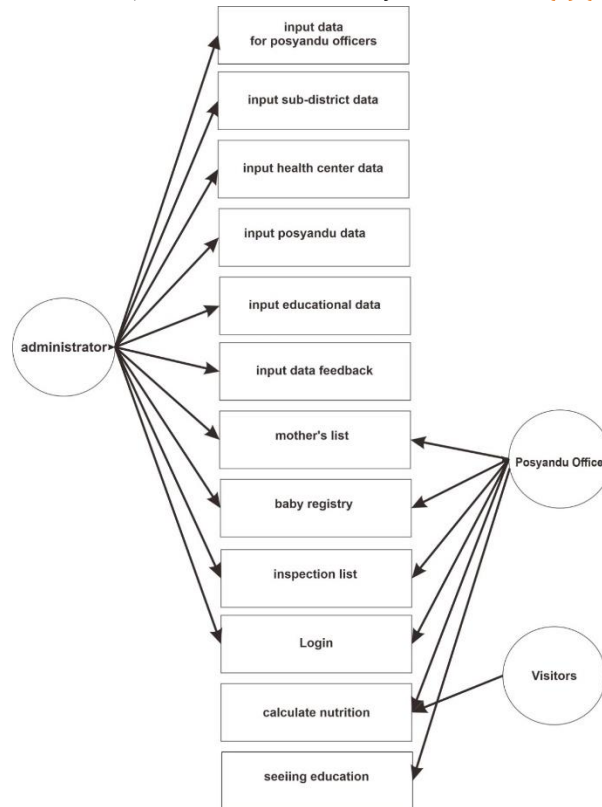 input data
for posyandu officers
input sub-district data
input health center data
input posyandu data
input educational data
administrator
input data feedback
mother's list
Posyandu Office
baby registry
inspection list
Login
Visitors
calculate nutrition
seeiing education